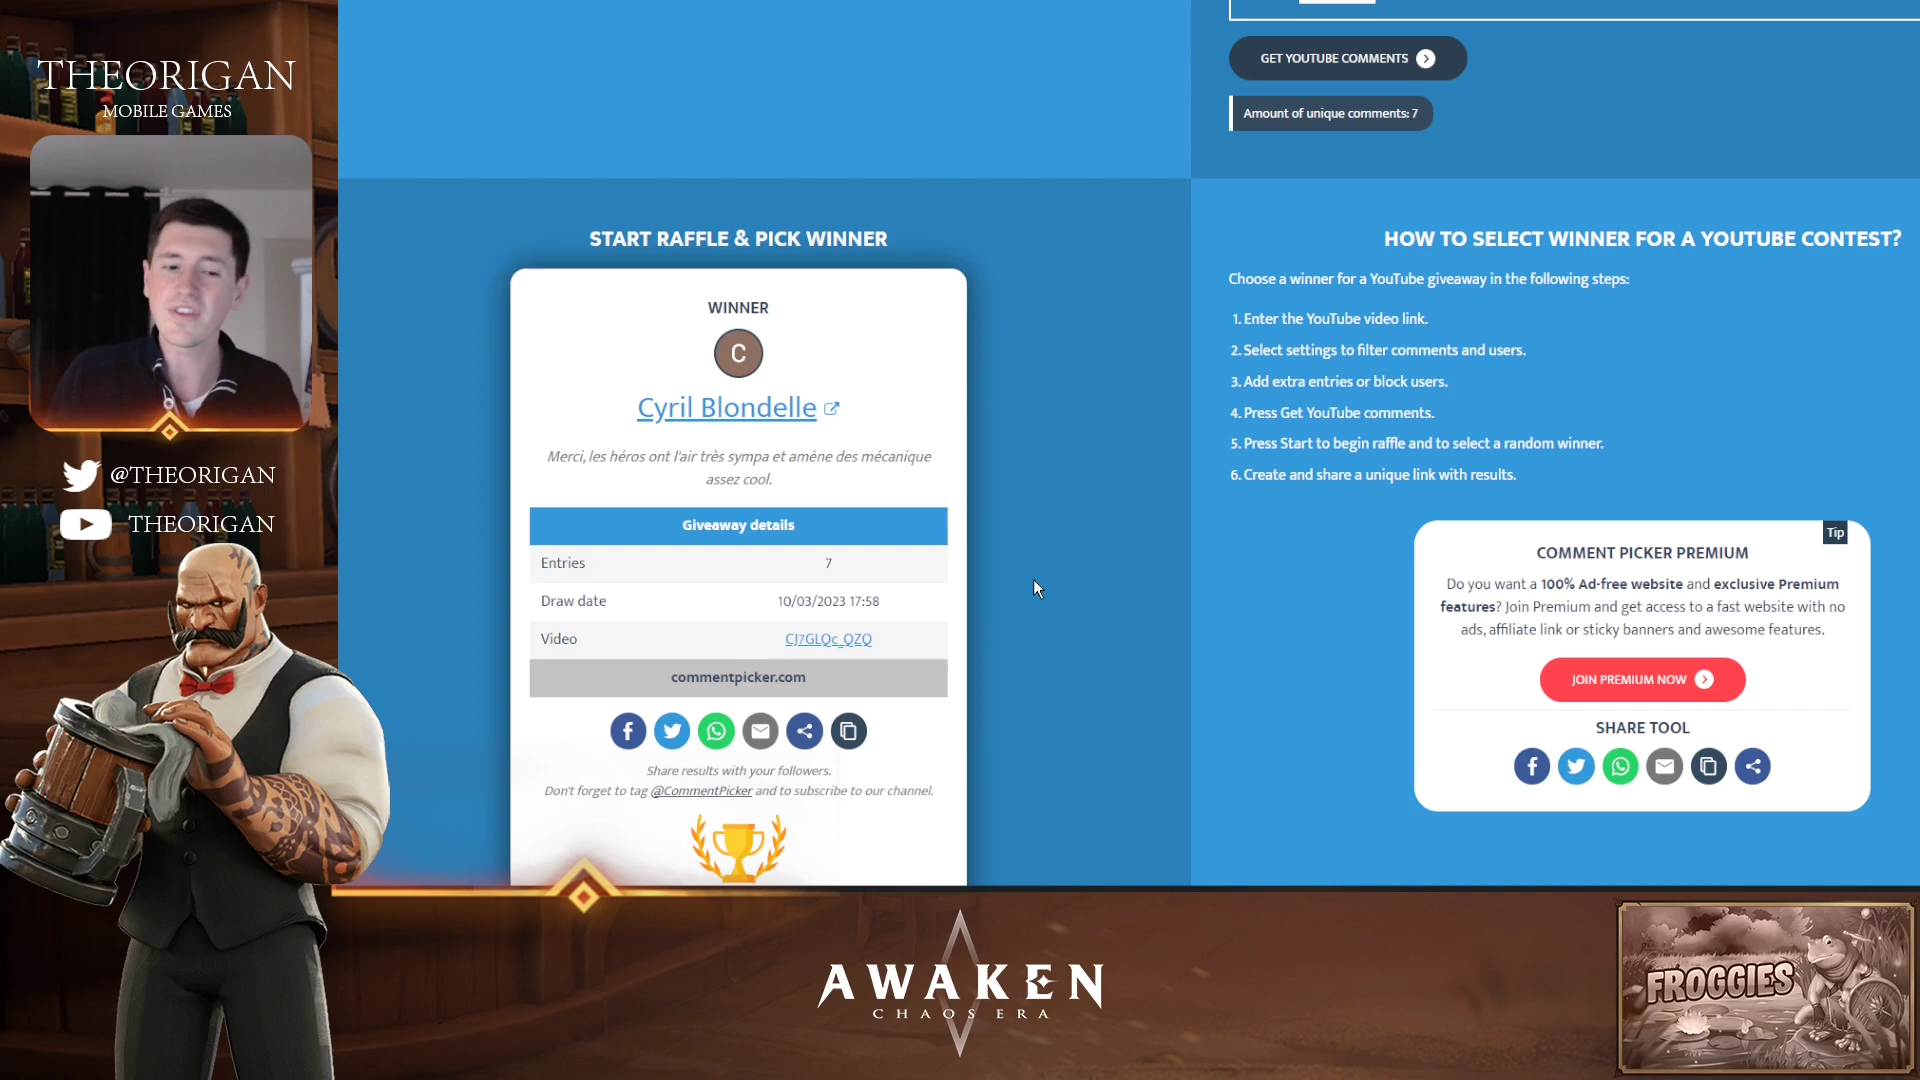 THEORIGAN
MOBILE GAMES
@THEORIGAN
THEORIGAN
GET YOUTUBE COMMENTS
Amount of unique comments: 7
START RAFFLE & PICK WINNER
WINNER
C
Cyril Blondelle
Merci, les héros ont l'air très sympa et amène des mécanique
assez cool.
Giveaway details
Entries 7
Draw date 10/03/2023 17:58
Video CJ7GLQc_QZQ
commentpicker.com
Share results with your followers.
Don't forget to tag @CommentPicker and to subscribe to our channel.
HOW TO SELECT WINNER FOR A YOUTUBE CONTEST?
Choose a winner for a YouTube giveaway in the following steps:
1. Enter the YouTube video link.
2. Select settings to filter comments and users.
3. Add extra entries or block users.
4. Press Get YouTube comments.
5. Press Start to begin raffle and to select a random winner.
6. Create and share a unique link with results.
Tip
COMMENT PICKER PREMIUM
Do you want a 100% Ad-free website and exclusive Premium
features? Join Premium and get access to a fast website with no
ads, affiliate link or sticky banners and awesome features.
JOIN PREMIUM NOW
SHARE TOOL
AWAKEN
CHAOS ERA
FROGGIES